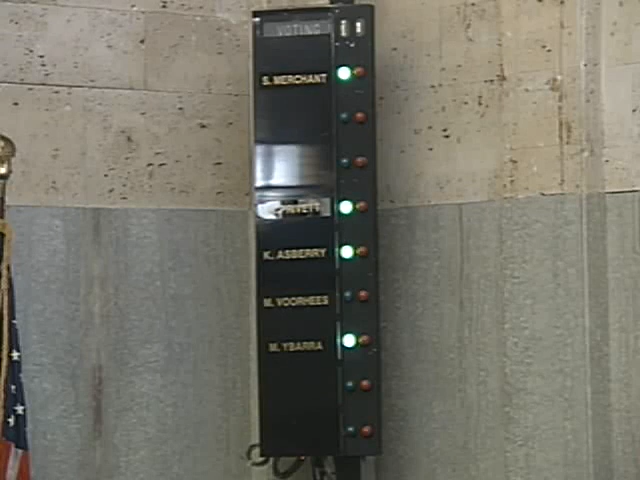 VOTING
S. MERCHANT
K. ASBERRY
M. VOORHEES
M. YBARRA